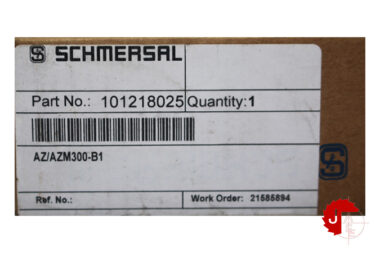 SCHMERSAL
Part No.: 101218025 Quantity:1
AZ/AZM300-B1
Ref. No.:
Work Order: 21585894
J